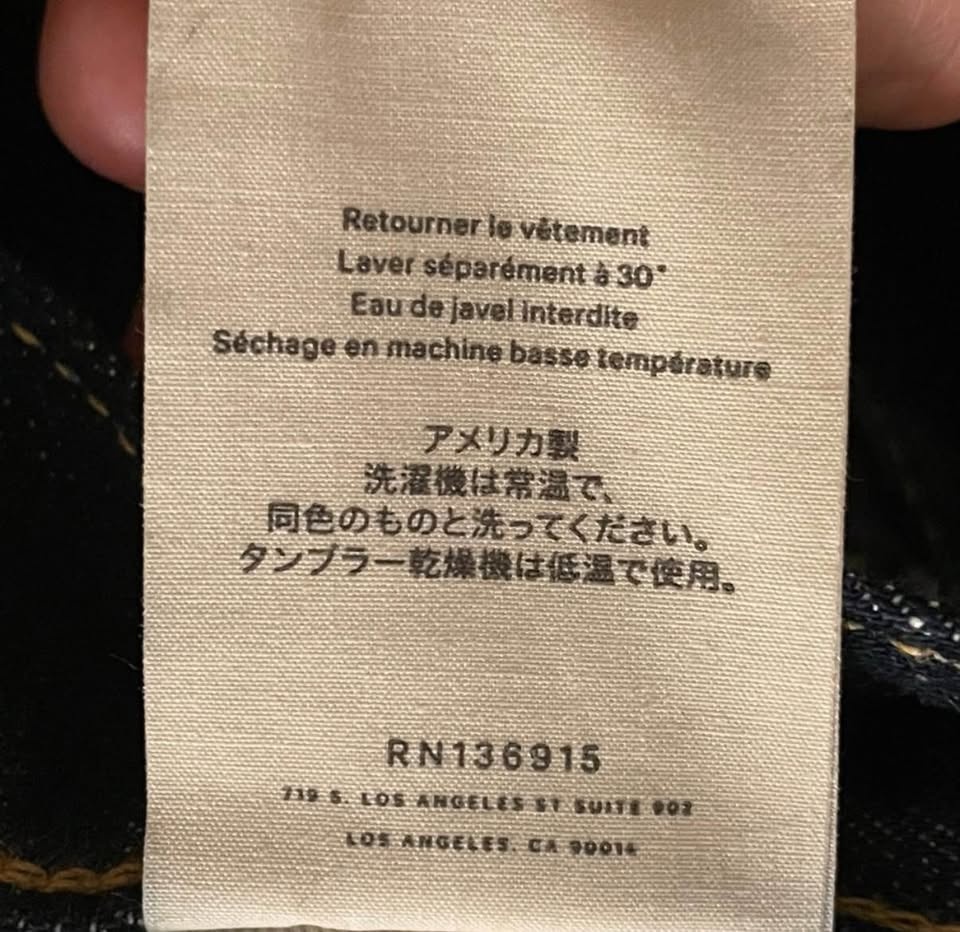 Retourner le vêtement
Laver séparément à 30°
Eau de javel interdite
Séchage en machine basse température
アメリカ製
洗濯機は常温で、
同色のものと洗ってください。
タンブラー乾燥機は低温で使用。
RN136915
719 S. LOS ANGELES ST SUITE 902
LOS ANGELES, CA 90014